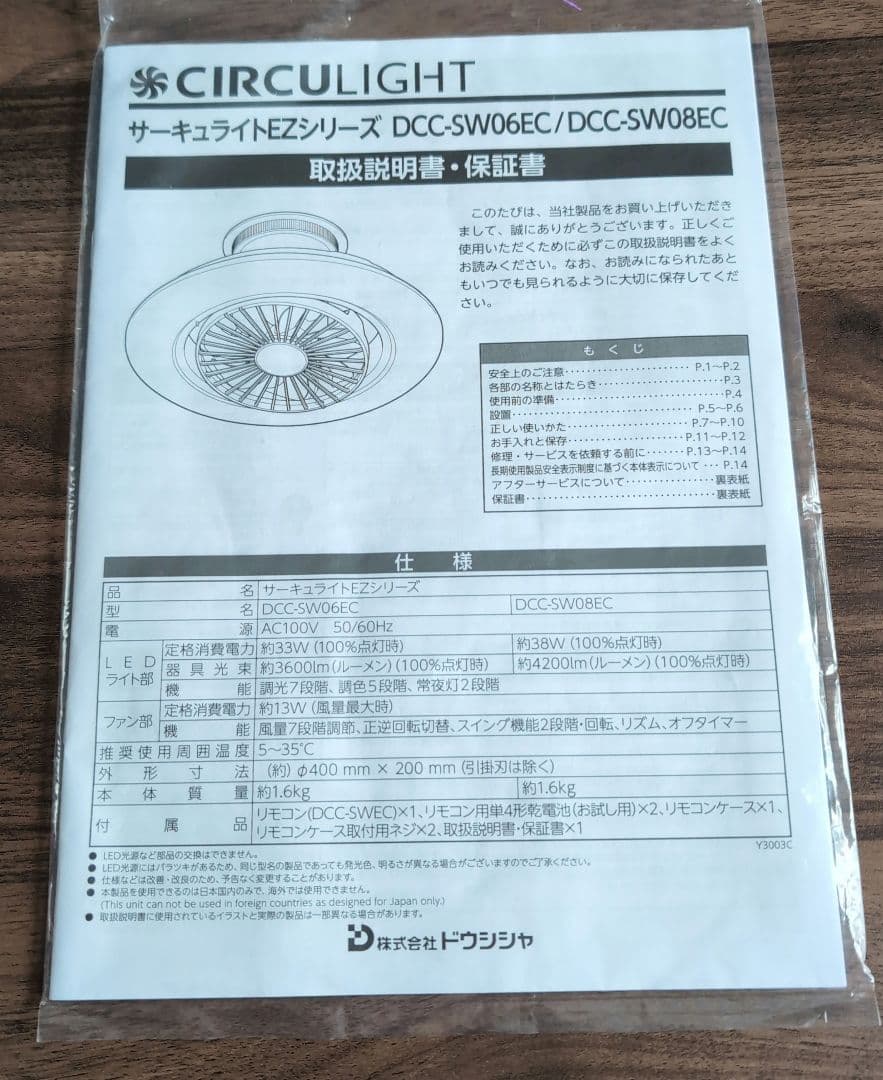 CIRCULIGHT
サーキュライトEZシリーズ DCC-SW06EC/DCC-SW08EC
取扱説明書・保証書
このたびは、当社製品をお買い上げいただき
まして、誠にありがとうございます。正しくご
使用いただくために必ずこの取扱説明書をよく
お読みください。なお、お読みになられたあと
もいつでも見られるように大切に保存してくだ
さい。
もくじ
安全上のご注意 P.1〜P.2
各部の名称とはたらき P.3
使用前の準備 P.4
設置 P.5〜P.6
正しい使いかた P.7〜P.10
お手入れと保存 P.11〜P.12
修理・サービスを依頼する前に P.13〜P.14
長期使用製品安全表示制度に基づく本体表示について P.14
アフターサービスについて 裏表紙
保証書 裏表紙
仕様
品名 サーキュライトEZシリーズ
型名 DCC-SW06EC DCC-SW08EC
電源 AC100V 50/60Hz
LEDライト部 定格消費電力 約33W(100%点灯時) 約38W(100%点灯時)
器具光束 約3600lm(ルーメン)(100%点灯時) 約4200lm(ルーメン)(100%点灯時)
機能 調光7段階、調色5段階、常夜灯2段階
ファン部 定格消費電力 約13W(風量最大時)
機能 風量7段階調節、正逆回転切替、スイング機能2段階・回転、リズム、オフタイマー
推奨使用周囲温度 5〜35℃
外形寸法 (約)φ400 mm × 200 mm(引掛刃は除く)
本体質量 約1.6kg 約1.6kg
付属品 リモコン(DCC-SWEC)×1、リモコン用単4形乾電池(お試し用)×2、リモコンケース×1、
リモコンケース取付用ネジ×2、取扱説明書・保証書×1
Y3003C
● LED光源など部品の交換はできません。
● LED光源にはバラツキがあるため、同じ型名の製品であっても発光色、明るさが異なる場合がございますのでご了承ください。
● 仕様などは改善・改良のため、予告なく変更することがあります。
● 本製品を使用できるのは日本国内のみで、海外では使用できません。
(This unit can not be used in foreign countries as designed for Japan only.)
● 取扱説明書に使用されているイラストと実際の製品は一部異なる場合があります。
株式会社ドウシシャ